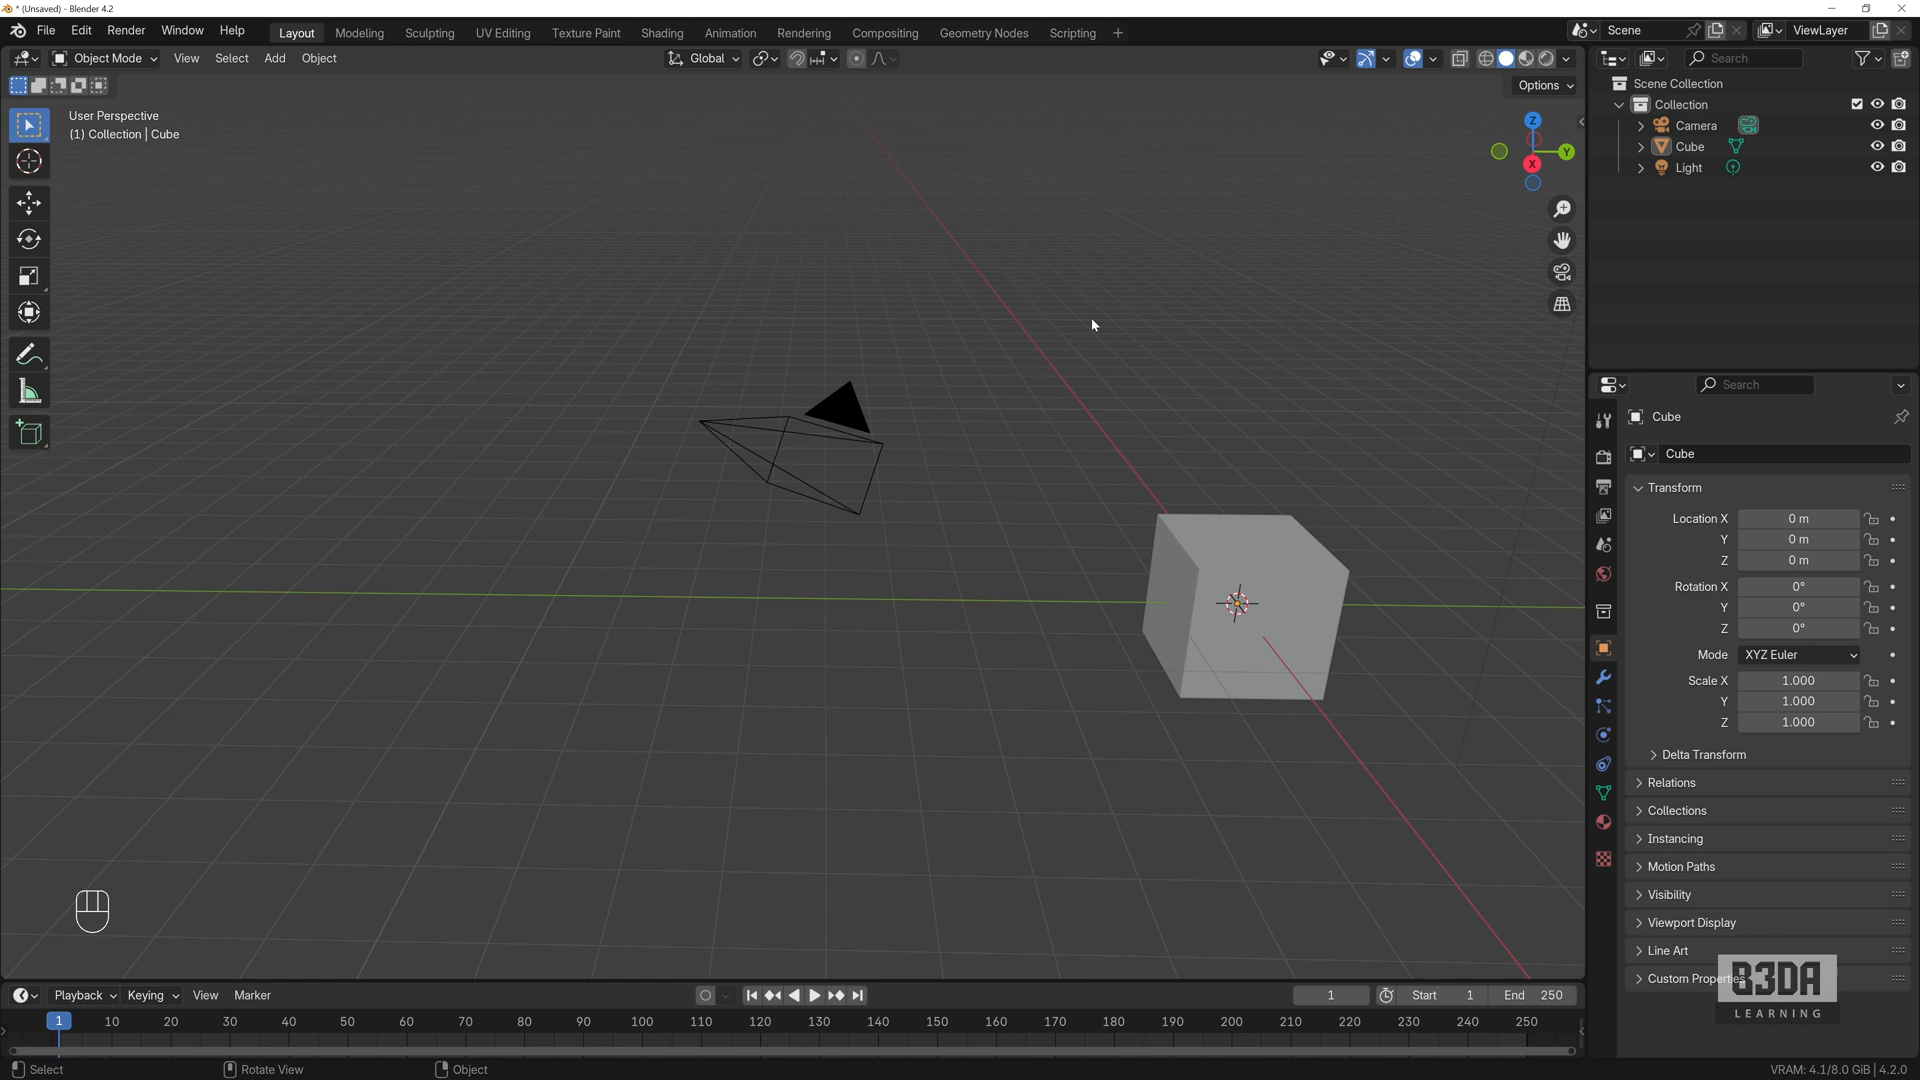 * (Unsaved) - Blender 4.2
File Edit Render Window Help
Layout Modeling Sculpting UV Editing Texture Paint Shading Animation Rendering Compositing Geometry Nodes Scripting +
Scene
ViewLayer
Object Mode View Select Add Object
Global
Search
Options
User Perspective
(1) Collection | Cube
Z
Y
X
Scene Collection
Collection
Camera
Cube
Light
Search
Cube
Cube
Transform
Location X 0 m
Y 0 m
Z 0 m
Rotation X 0°
Y 0°
Z 0°
Mode XYZ Euler
Scale X 1.000
Y 1.000
Z 1.000
Delta Transform
Relations
Collections
Instancing
Motion Paths
Visibility
Viewport Display
Line Art
Custom Properties
B3DA
LEARNING
Playback Keying View Marker
1 Start 1 End 250
1 10 20 30 40 50 60 70 80 90 100 110 120 130 140 150 160 170 180 190 200 210 220 230 240 250
Select Rotate View Object
VRAM: 4.1/8.0 GiB | 4.2.0